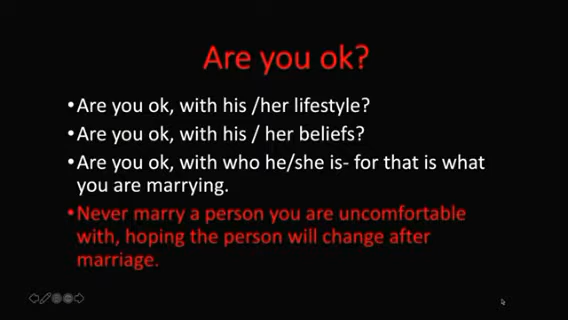 Are you ok?
•Are you ok, with his /her lifestyle?
•Are you ok, with his / her beliefs?
•Are you ok, with who he/she is- for that is what
you are marrying.
•Never marry a person you are uncomfortable
with, hoping the person will change after
marriage.